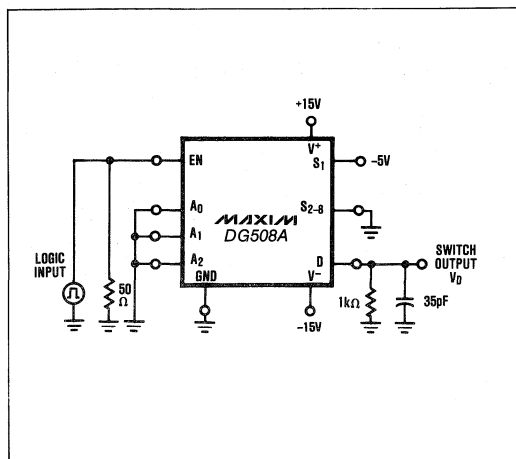 +15V
V+
EN
S1
–5V
A0
MAXIM
S2–8
A1
DG508A
A2
D
SWITCH
OUTPUT
VD
LOGIC
INPUT
GND
V–
50
Ω
1kΩ
35pF
–15V